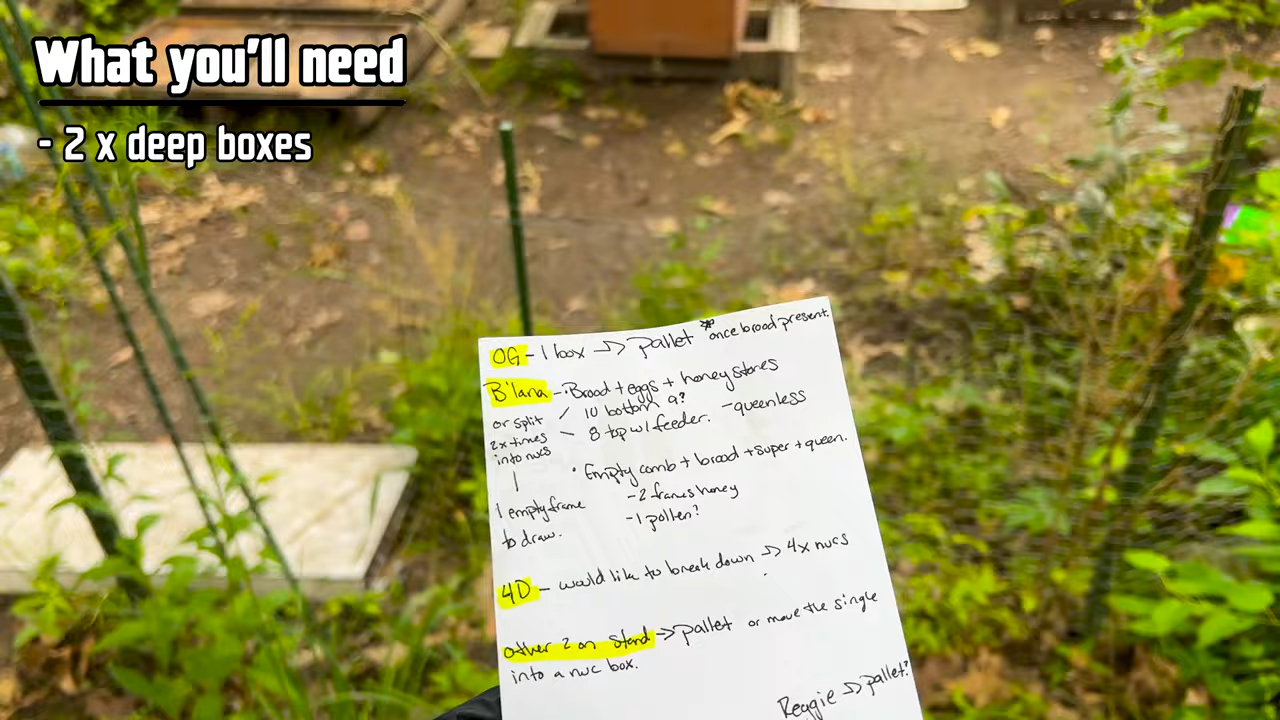 What you'll need
- 2 x deep boxes
OG - 1 box → pallet * once brood present.
B'lana - • Brood + eggs + honey stores
or split / 10 bottom 9?
2x times - 8 top w/ feeder. - queenless
into nucs
• Empty comb + brood + super + queen.
1 empty frame - 2 frames honey
to draw. - 1 pollen?
4D - would like to break down → 4x nucs
other 2 on stand → pallet or move the single
into a nuc box.
Reggie → pallet?